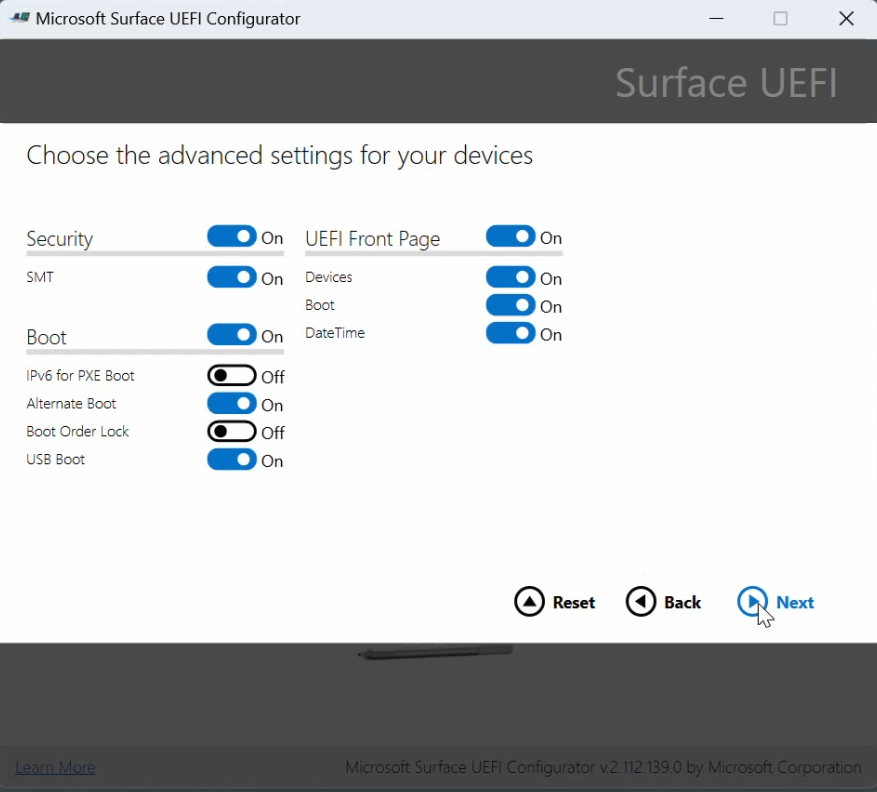 Microsoft Surface UEFI Configurator
Surface UEFI
Choose the advanced settings for your devices
Security On
SMT On
Boot On
IPv6 for PXE Boot Off
Alternate Boot On
Boot Order Lock Off
USB Boot On
UEFI Front Page On
Devices On
Boot On
DateTime On
Reset Back Next
Learn More Microsoft Surface UEFI Configurator v.2.112.139.0 by Microsoft Corporation